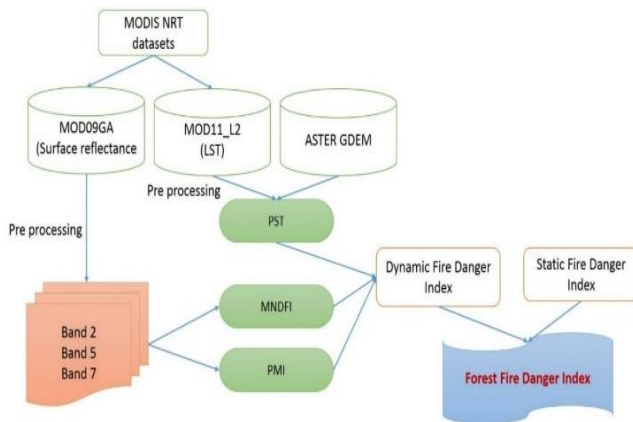 MODIS NRT
datasets
MOD09GA
(Surface reflectance
MOD11_L2
(LST)
ASTER GDEM
Pre processing
Pre processing
PST
Dynamic Fire Danger
Index
Static Fire Danger
Index
MNDFI
Band 2
Band 5
Band 7
PMI
Forest Fire Danger Index